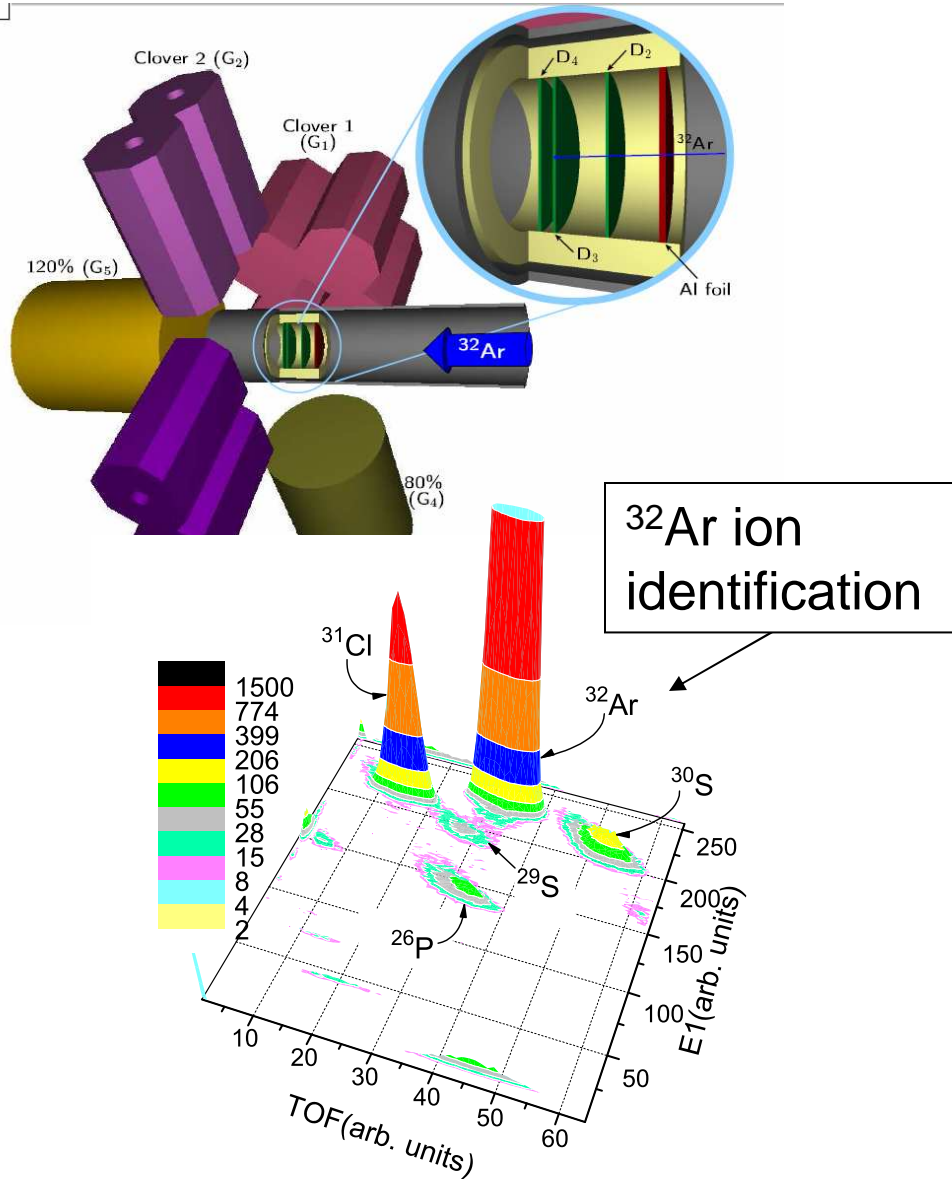 Clover 2 (G₂)
Clover 1
(G₁)
D₄
D₂
³²Ar
D₃
Al foil
120% (G₅)
³²Ar
80%
(G₄)
³²Ar ion
identification
³¹Cl
³²Ar
³⁰S
²⁹S
²⁶P
1500
774
399
206
106
55
28
15
8
4
2
250
200
150
100
50
E1(arb. units)
10
20
30
40
50
60
TOF(arb. units)